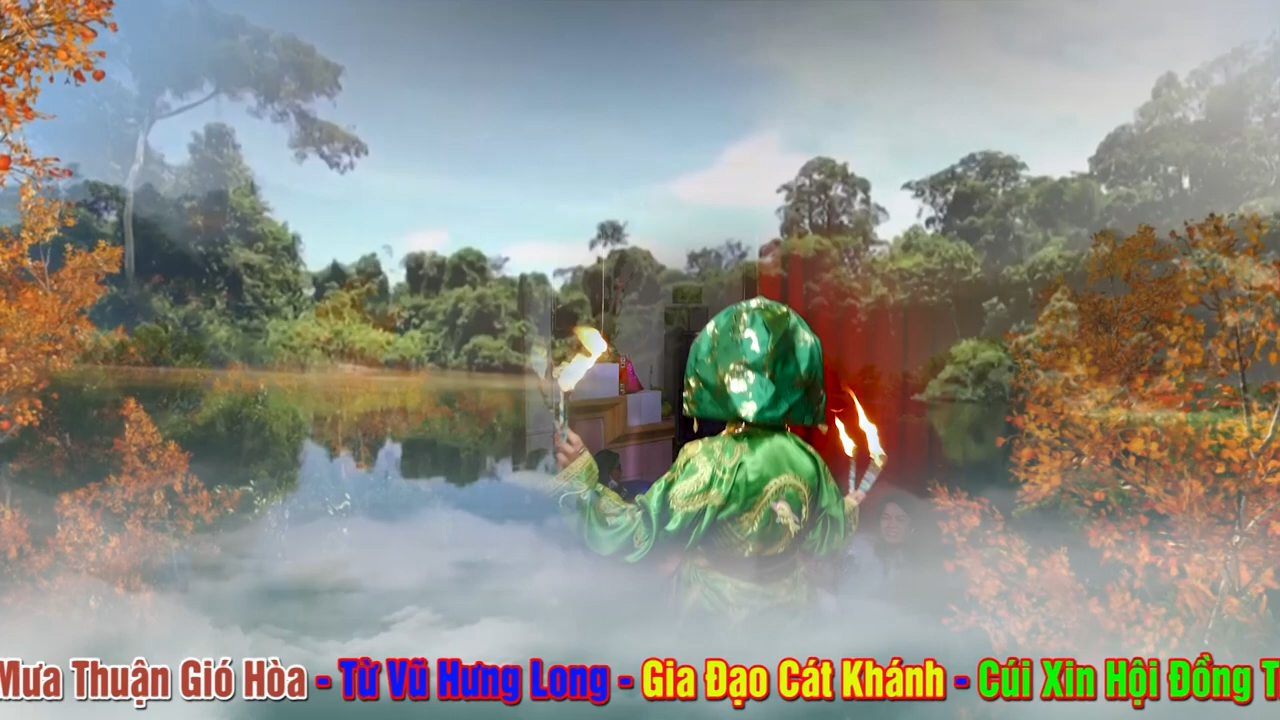 Mưa Thuận Gió Hòa - Từ Vũ Hưng Long - Gia Đạo Cát Khánh - Cúi Xin Hội Đồng T